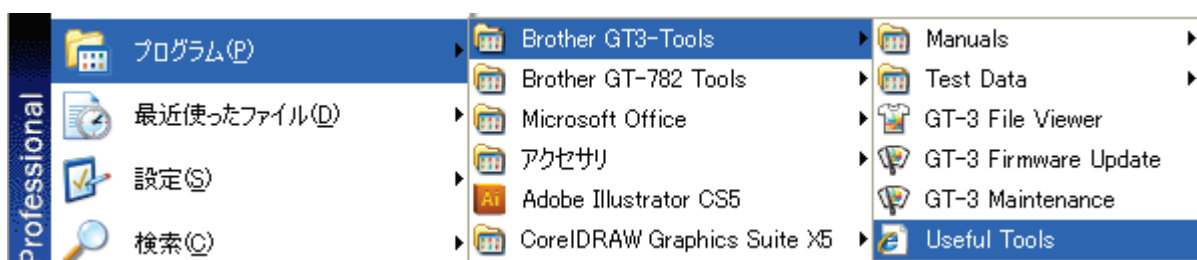 Professional
プログラム(P)
最近使ったファイル(D)
設定(S)
検索(C)
Brother GT3-Tools
Brother GT-782 Tools
Microsoft Office
アクセサリ
Adobe Illustrator CS5
CorelDRAW Graphics Suite X5
Manuals
Test Data
GT-3 File Viewer
GT-3 Firmware Update
GT-3 Maintenance
Useful Tools